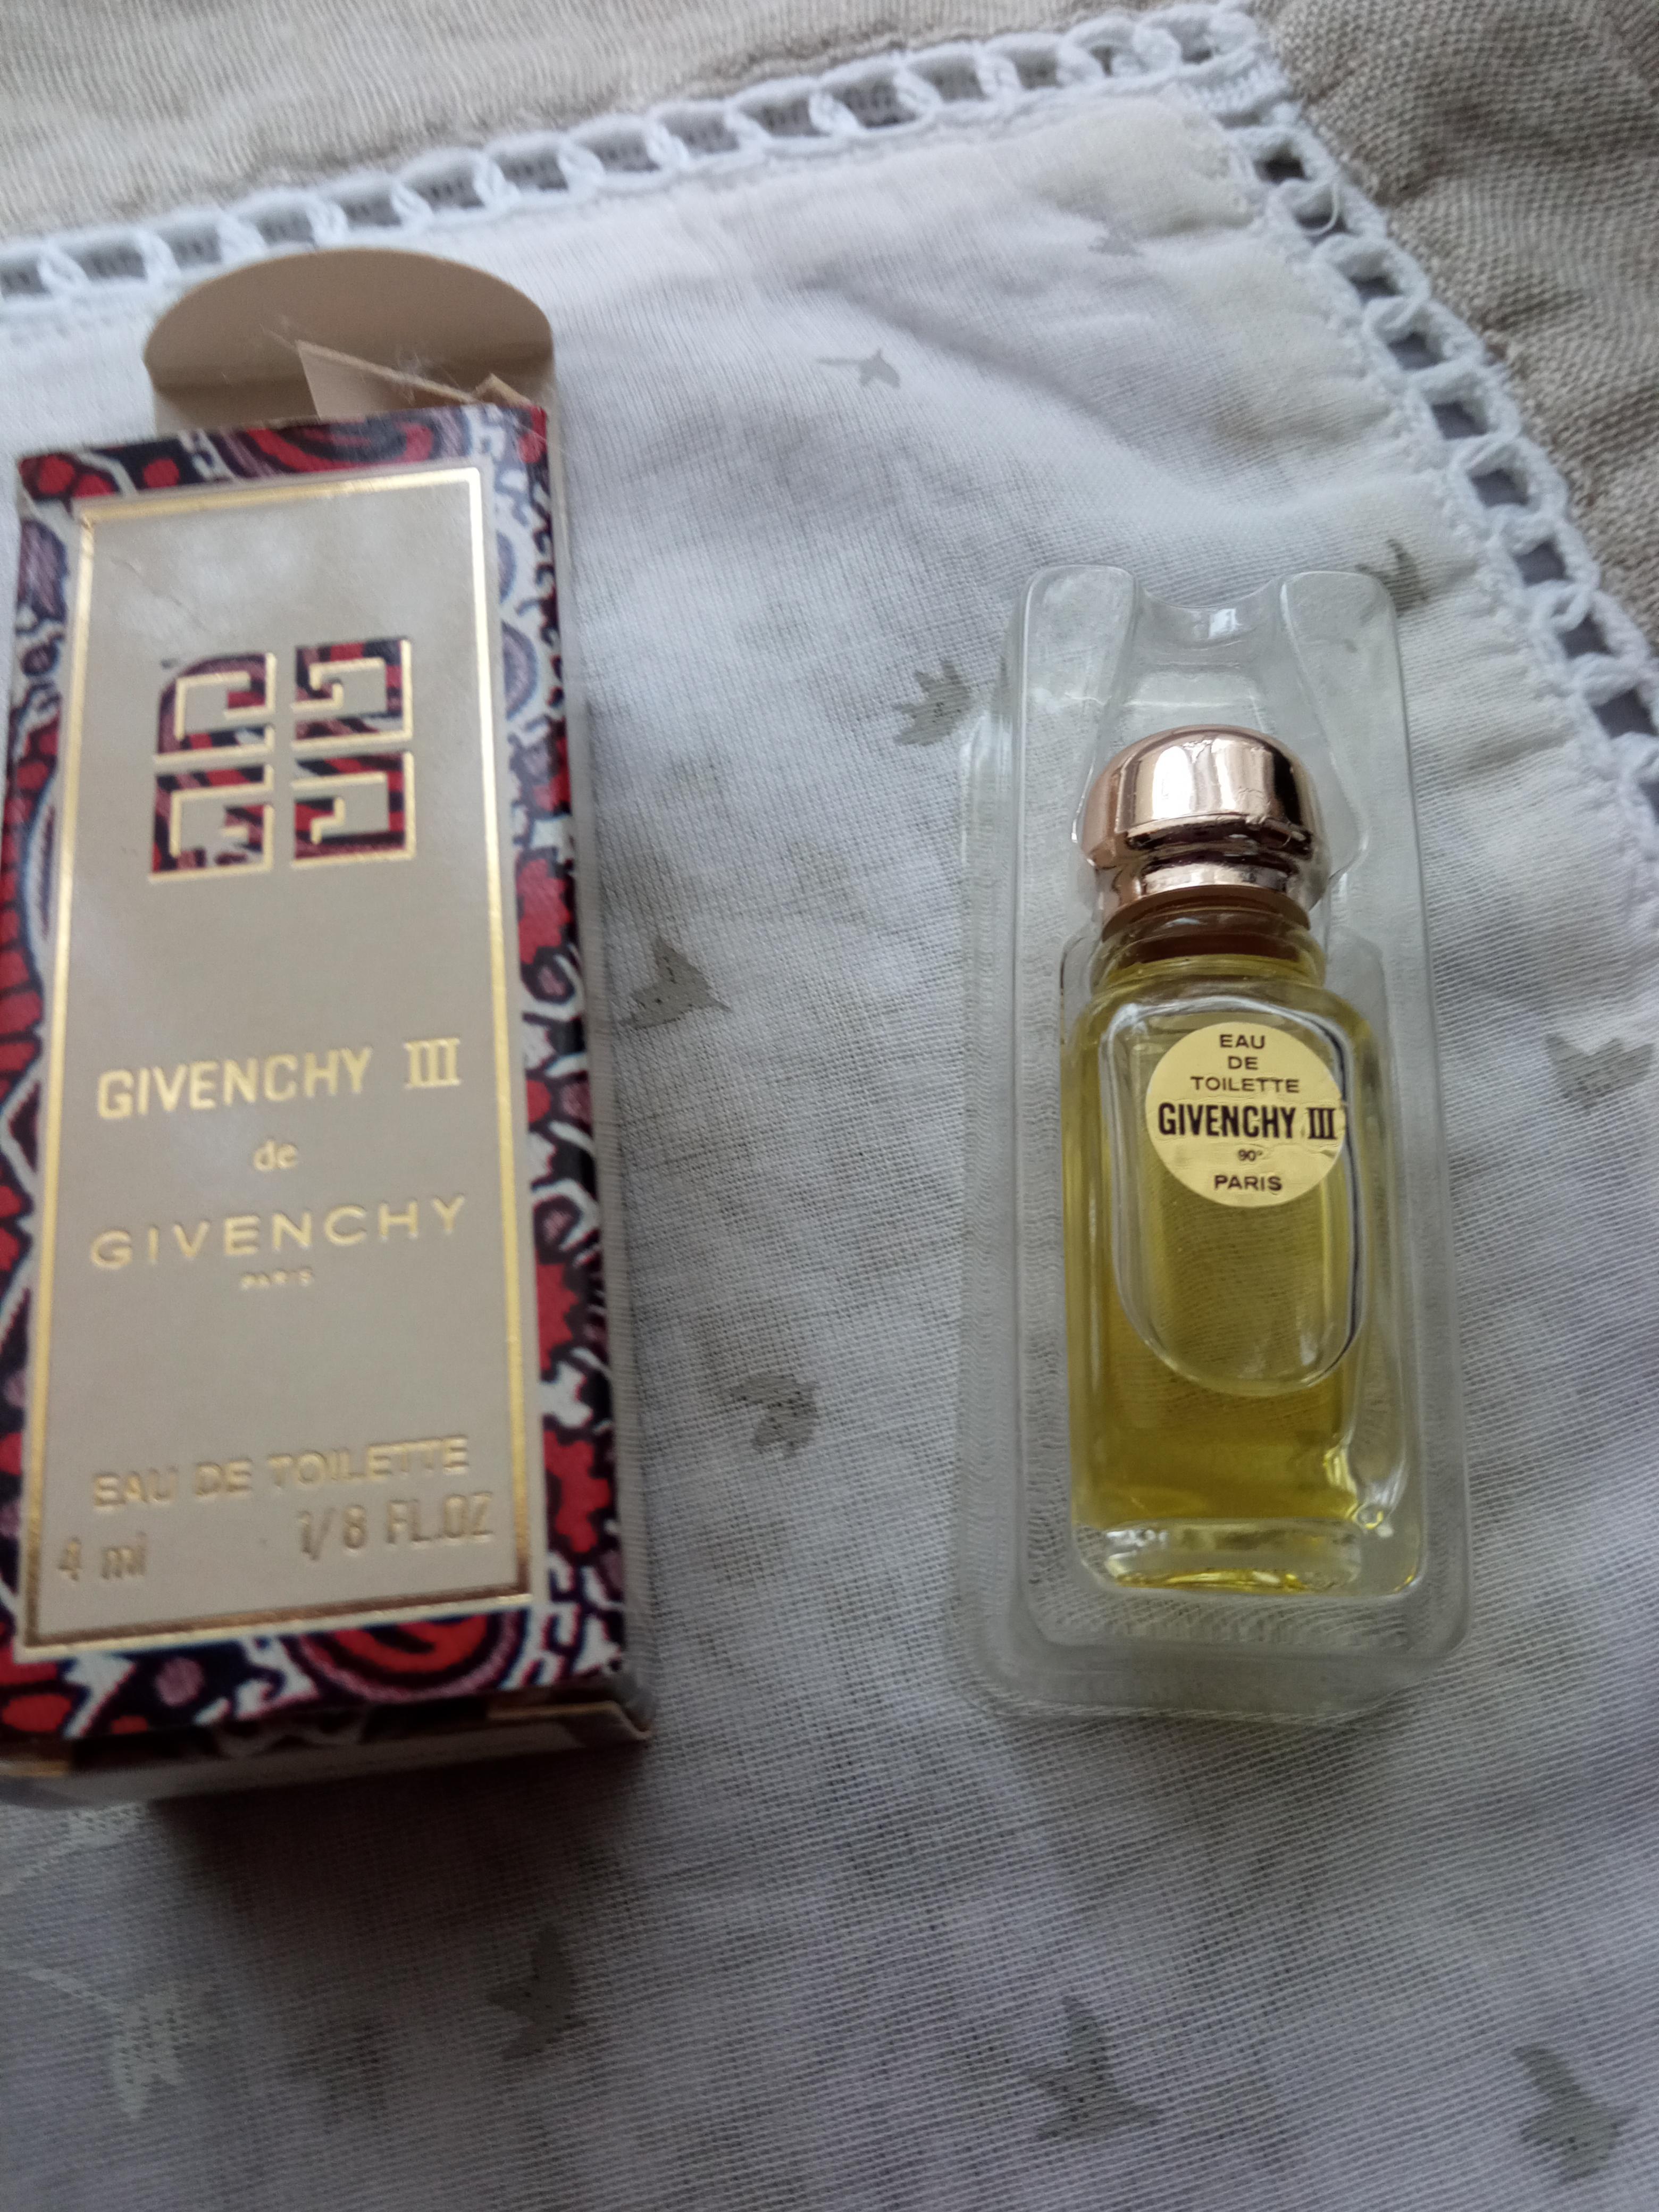 GIVENCHY III
de
GIVENCHY
PARIS
EAU DE TOILETTE
4 ml 1/8 FL.OZ
EAU
DE
TOILETTE
GIVENCHY III
90°
PARIS